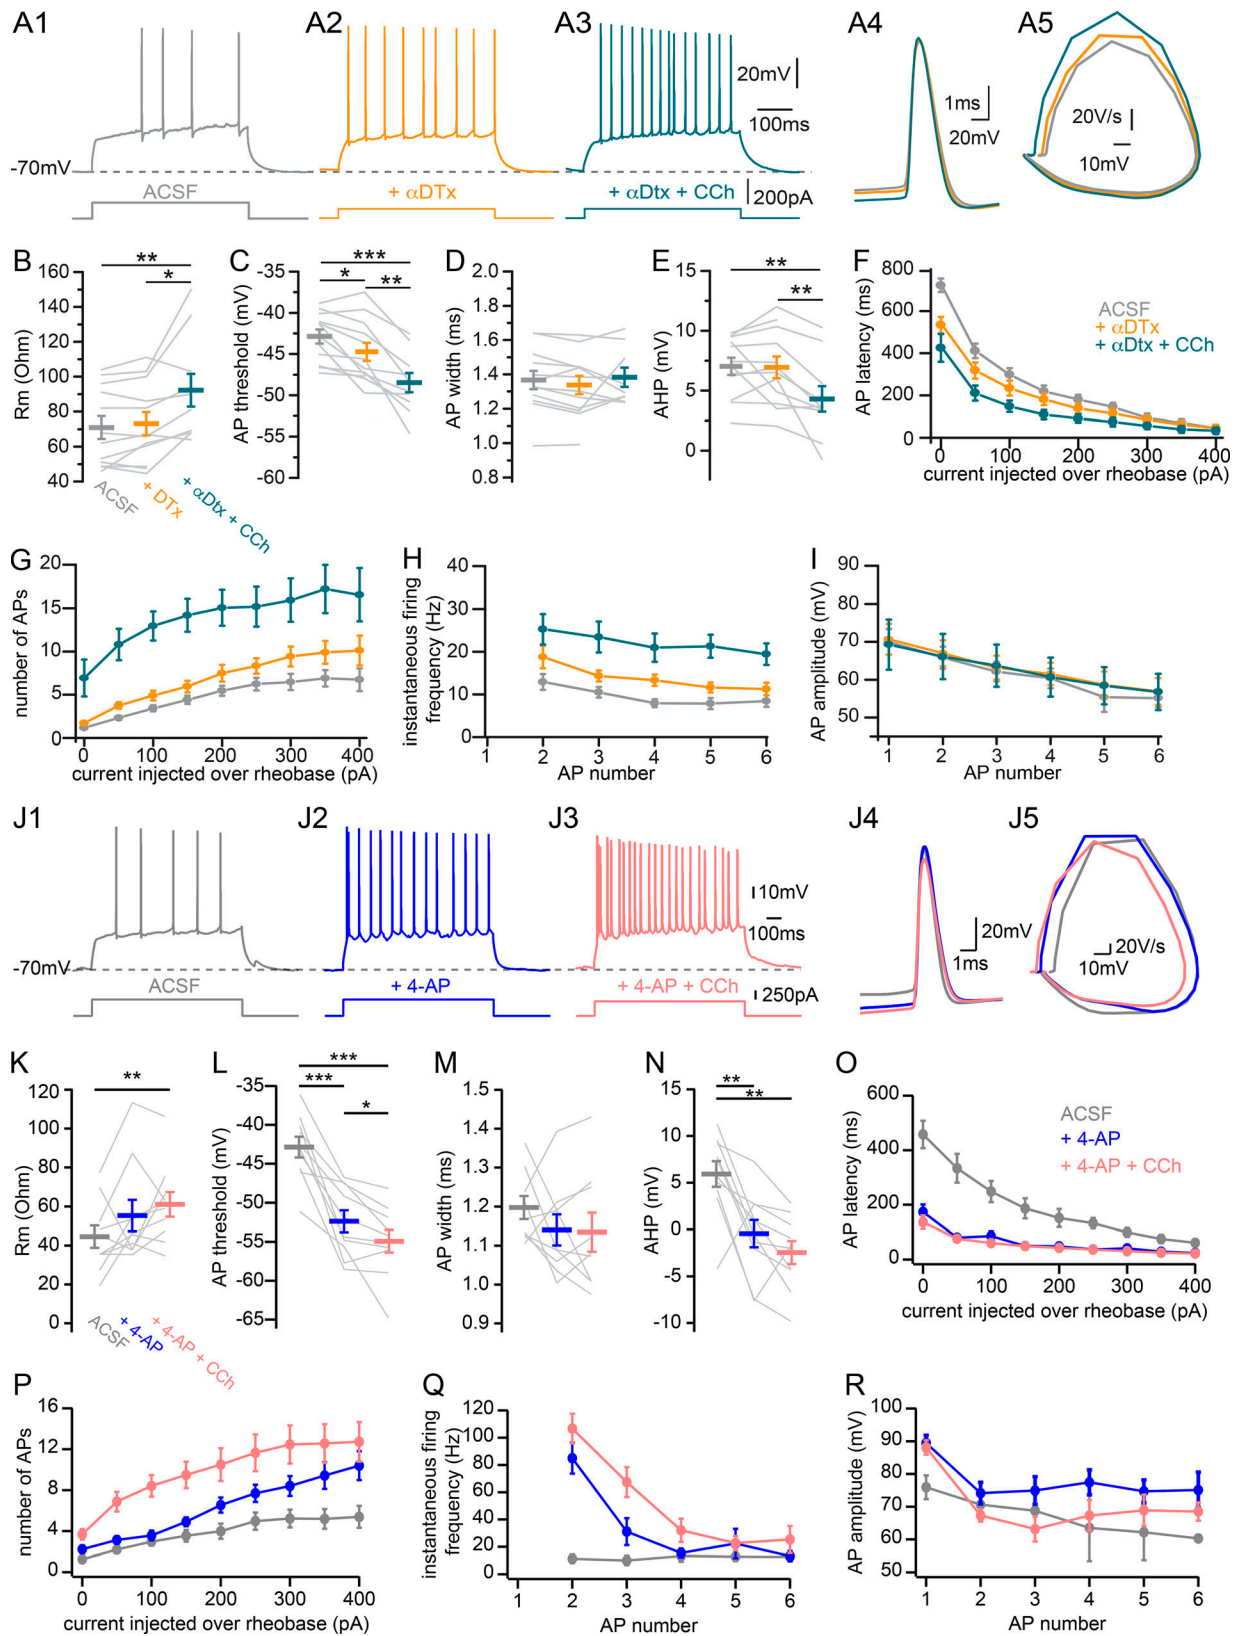 A1 A2 A3 A4 A5
20mV
100ms
1ms
20mV
20V/s
10mV
-70mV
ACSF + αDTx + αDtx + CCh 200pA
B C D E F
** *
*** * **
** **
Rm (Ohm)
160
140
120
100
80
60
40
ACSF + DTx + αDtx + CCh
AP threshold (mV)
-35
-40
-45
-50
-55
-60
AP width (ms)
2.0
1.8
1.6
1.4
1.2
1.0
0.8
AHP (mV)
15
10
5
0
AP latency (ms)
800
600
400
200
0
ACSF
+ αDTx
+ αDtx + CCh
0 100 200 300 400
current injected over rheobase (pA)
G H I
number of APs
20
15
10
5
0
0 100 200 300 400
current injected over rheobase (pA)
instantaneous firing
frequency (Hz)
40
30
20
10
0
1 2 3 4 5 6
AP number
AP amplitude (mV)
90
80
70
60
50
1 2 3 4 5 6
AP number
J1 J2 J3 J4 J5
10mV
100ms
20mV
1ms
20V/s
10mV
-70mV
ACSF + 4-AP + 4-AP + CCh 250pA
K L M N O
**
*** *** *
** **
Rm (Ohm)
120
100
80
60
40
20
0
ACSF + 4-AP + 4-AP + CCh
AP threshold (mV)
-35
-40
-45
-50
-55
-60
-65
AP width (ms)
1.5
1.4
1.3
1.2
1.1
1.0
0.9
AHP (mV)
15
10
5
0
-5
-10
AP latency (ms)
600
400
200
0
ACSF
+ 4-AP
+ 4-AP + CCh
0 100 200 300 400
current injected over rheobase (pA)
P Q R
number of APs
16
12
8
4
0
0 100 200 300 400
current injected over rheobase (pA)
instantaneous firing
frequency (Hz)
120
100
80
60
40
20
0
1 2 3 4 5 6
AP number
AP amplitude (mV)
100
90
80
70
60
50
1 2 3 4 5 6
AP number